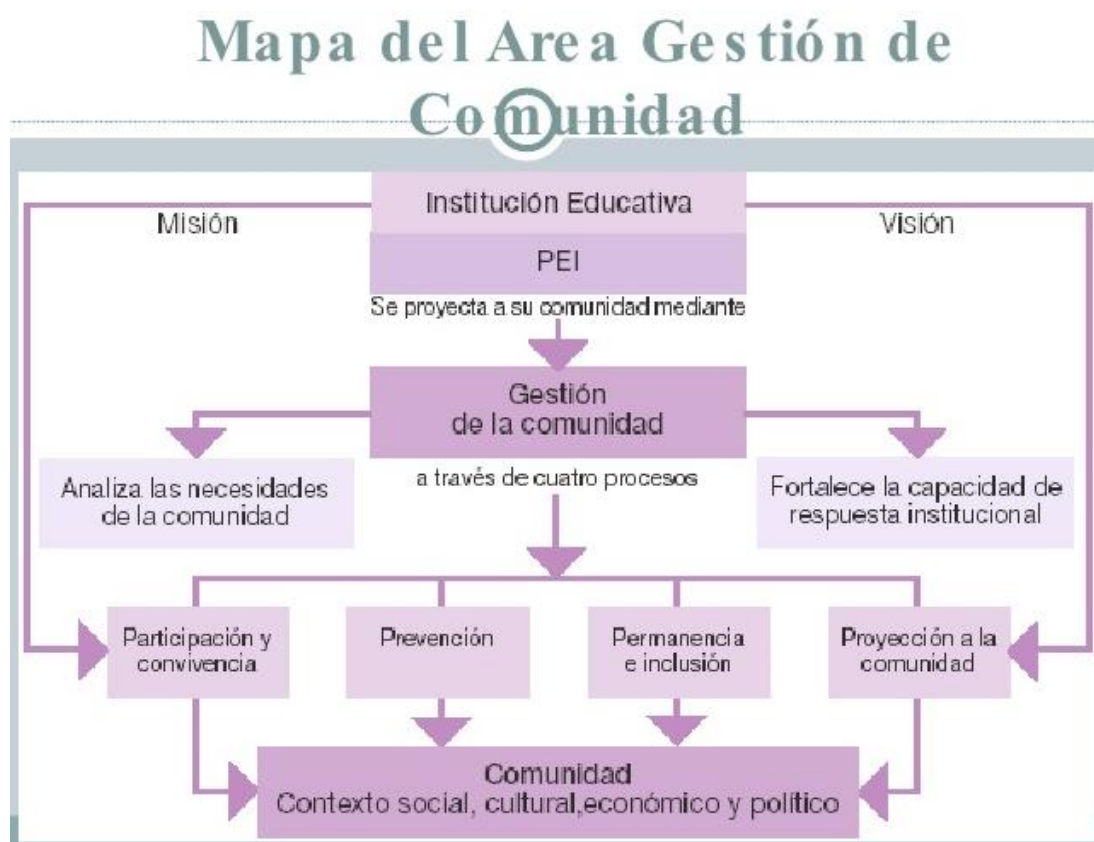 Mapa del Area Gestión de
Comunidad
Institución Educativa
Misión
Visión
PEI
Se proyecta a su comunidad mediante
Gestión
de la comunidad
Analiza las necesidades
de la comunidad
a través de cuatro procesos
Fortalece la capacidad de
respuesta institucional
Participación y
convivencia
Prevención
Permanencia
e inclusión
Proyección a la
comunidad
Comunidad
Contexto social, cultural,económico y político